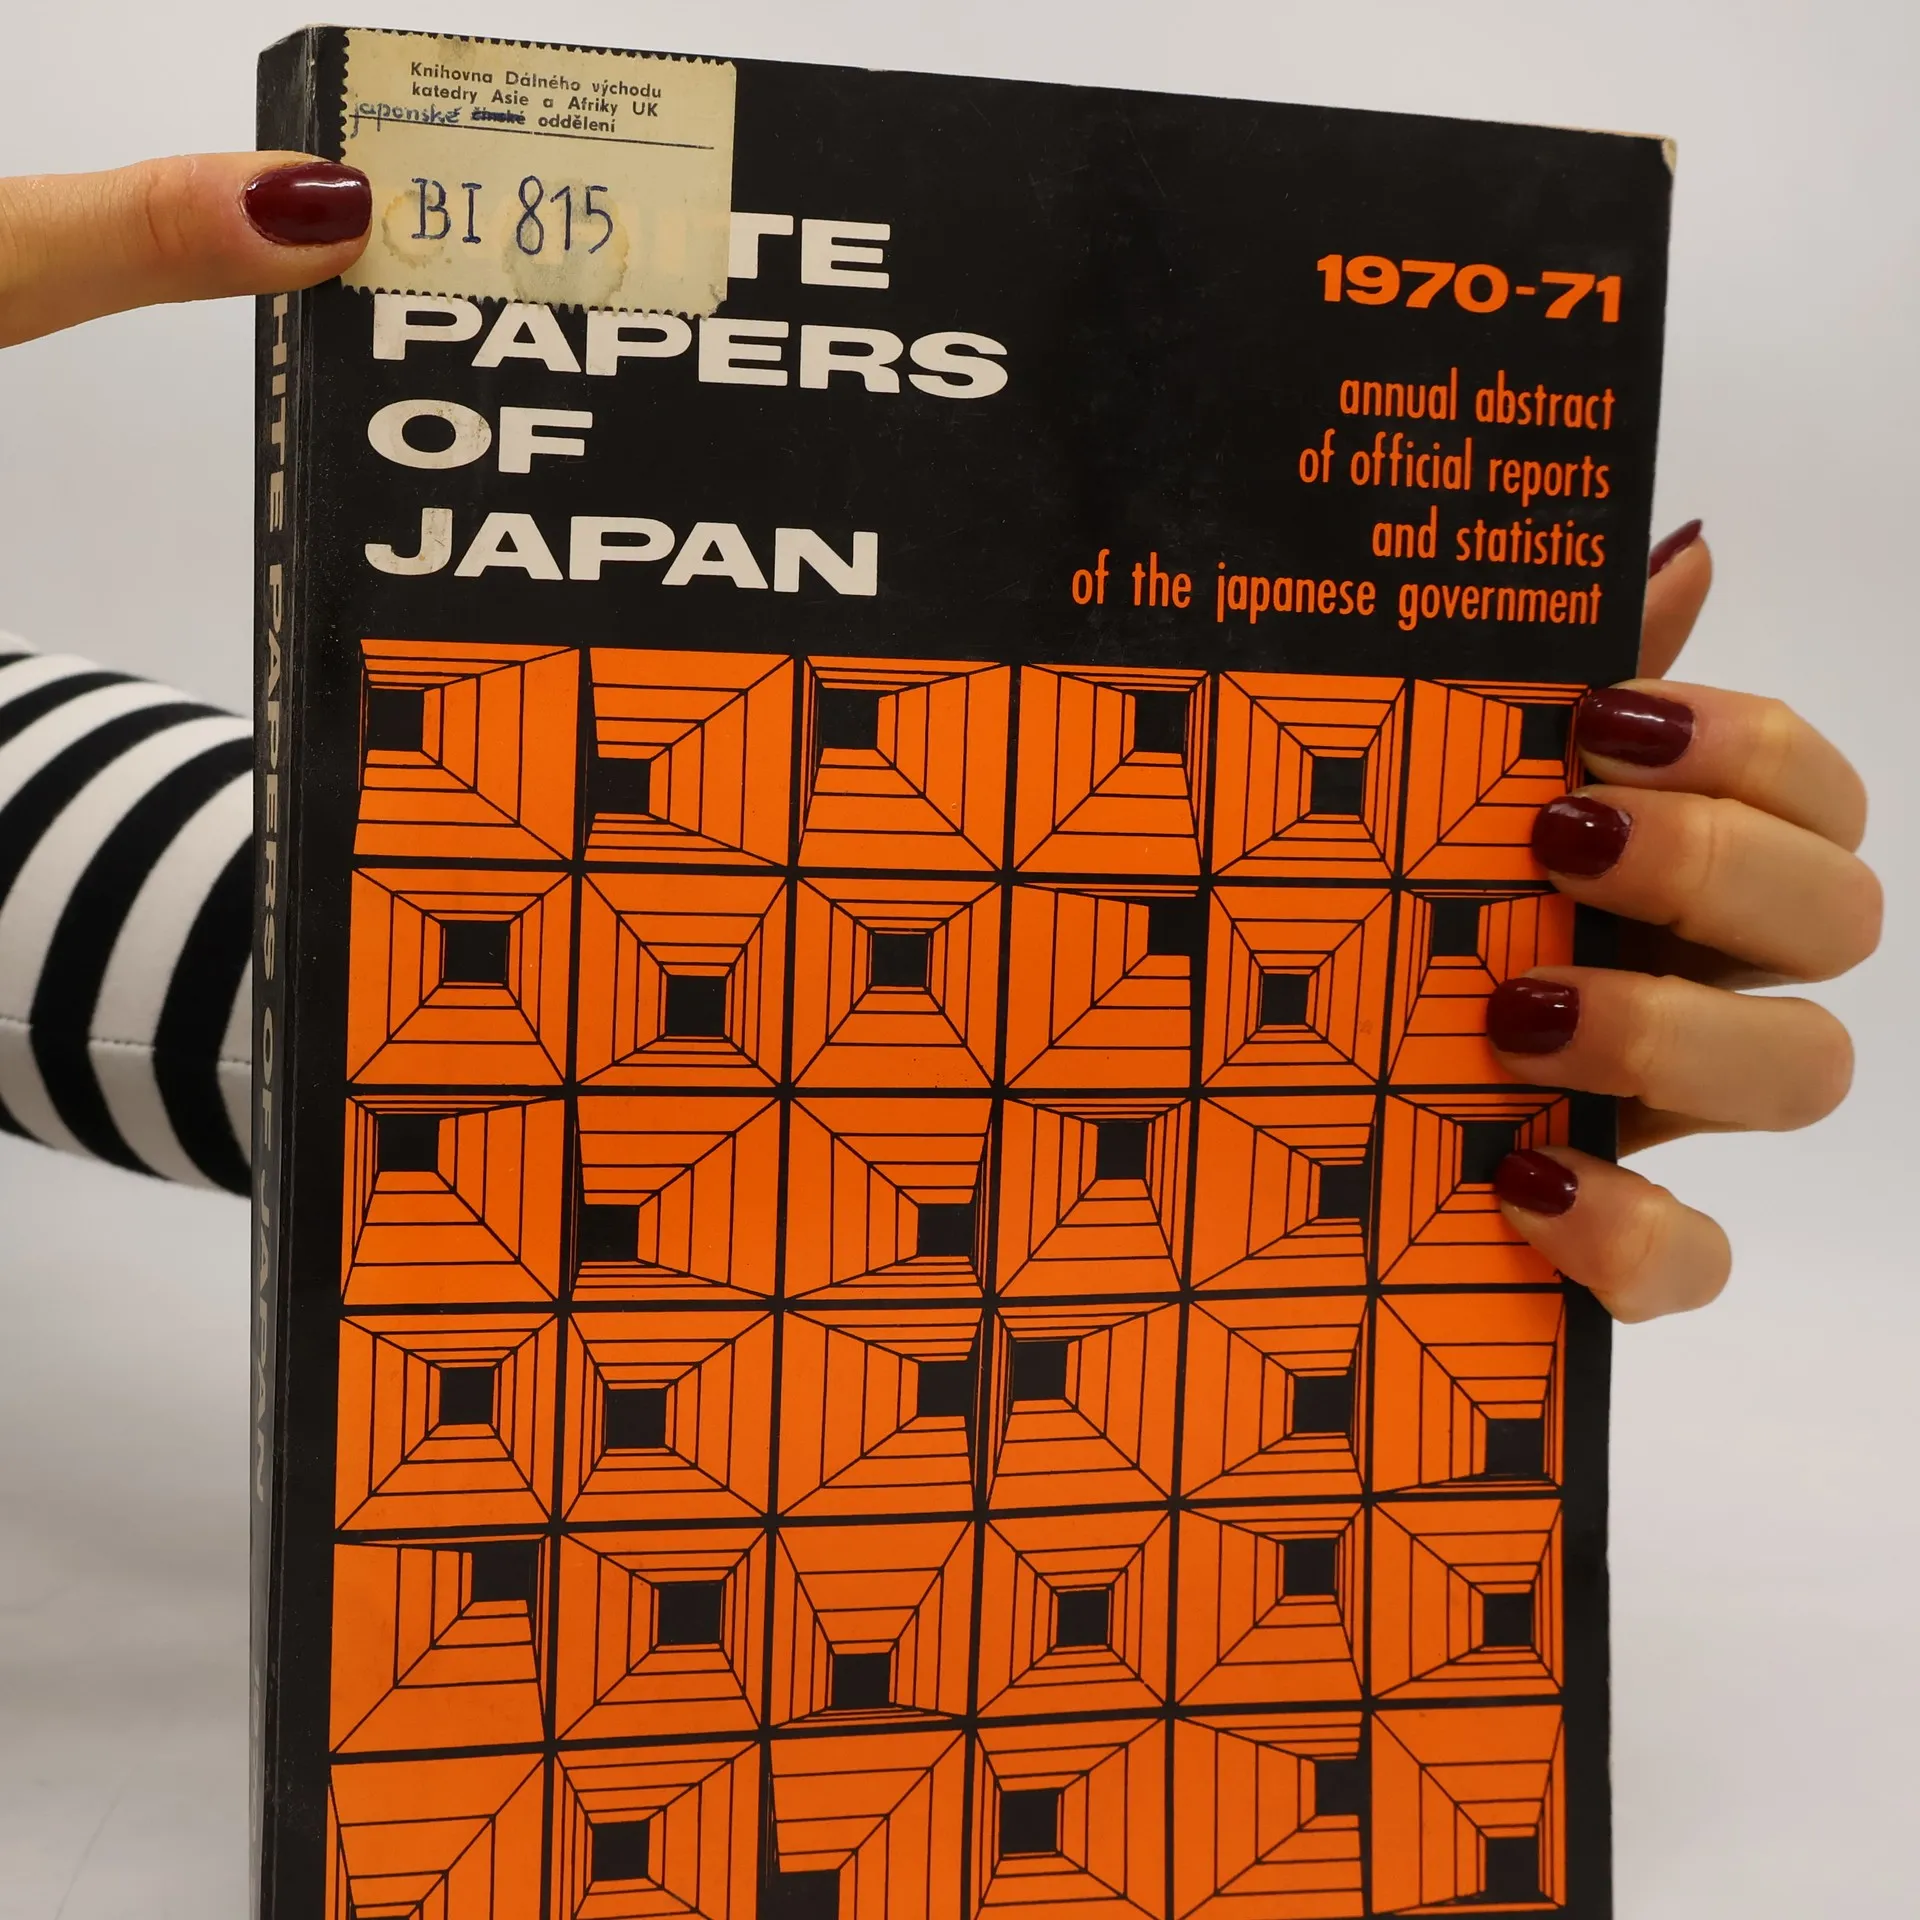 Knihovna Dálného východu
katedry Asie a Afriky UK
japonské čínské oddělení
BI 815
TE
PAPERS
OF
JAPAN
1970-71
annual abstract
of official reports
and statistics
of the japanese government
HITE PAPERS OF JAPAN